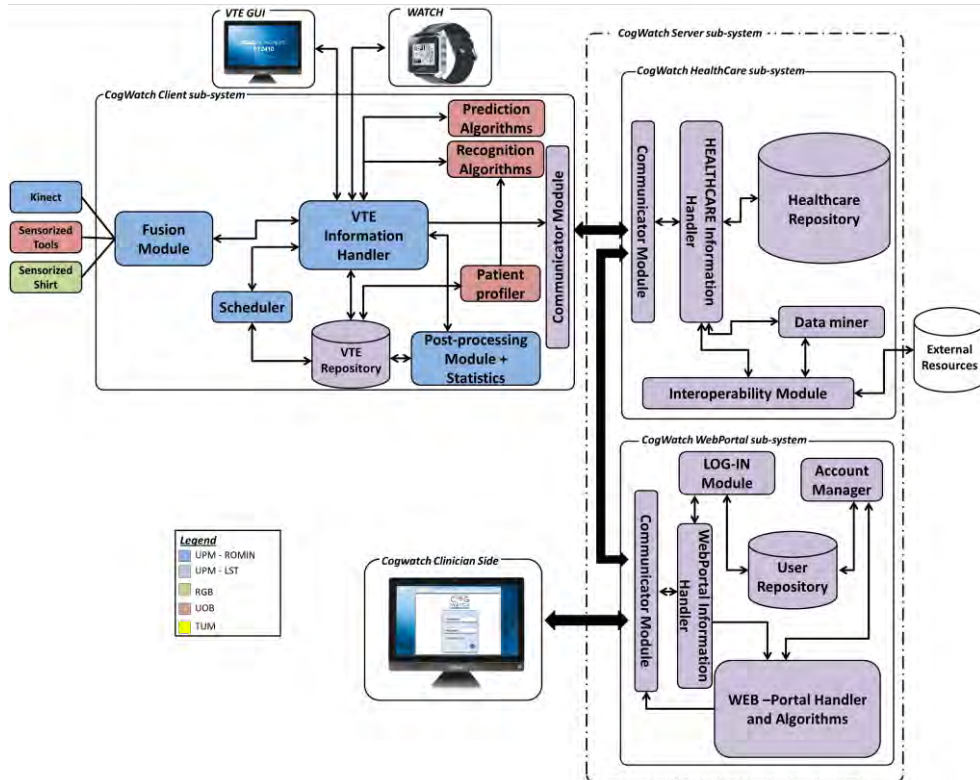 VTE GUI
WATCH
CogWatch Server sub-system
CogWatch HealthCare sub-system
CogWatch Client sub-system
Prediction
Algorithms
Recognition
Algorithms
Communicator Module
Communicator Module
HEALTHCARE Information
Handler
Healthcare
Repository
Kinect
Sensorized
Tools
Sensorized
Shirt
Fusion
Module
VTE
Information
Handler
Patient
profiler
Scheduler
VTE
Repository
Post-processing
Module +
Statistics
Data miner
Interoperability Module
External
Resources
CogWatch WebPortal sub-system
LOG-IN
Module
Account
Manager
Communicator Module
WebPortal Information
Handler
User
Repository
WEB –Portal Handler
and Algorithms
Legend
UPM - ROMIN
UPM - LST
RGB
UOB
TUM
Cogwatch Clinician Side